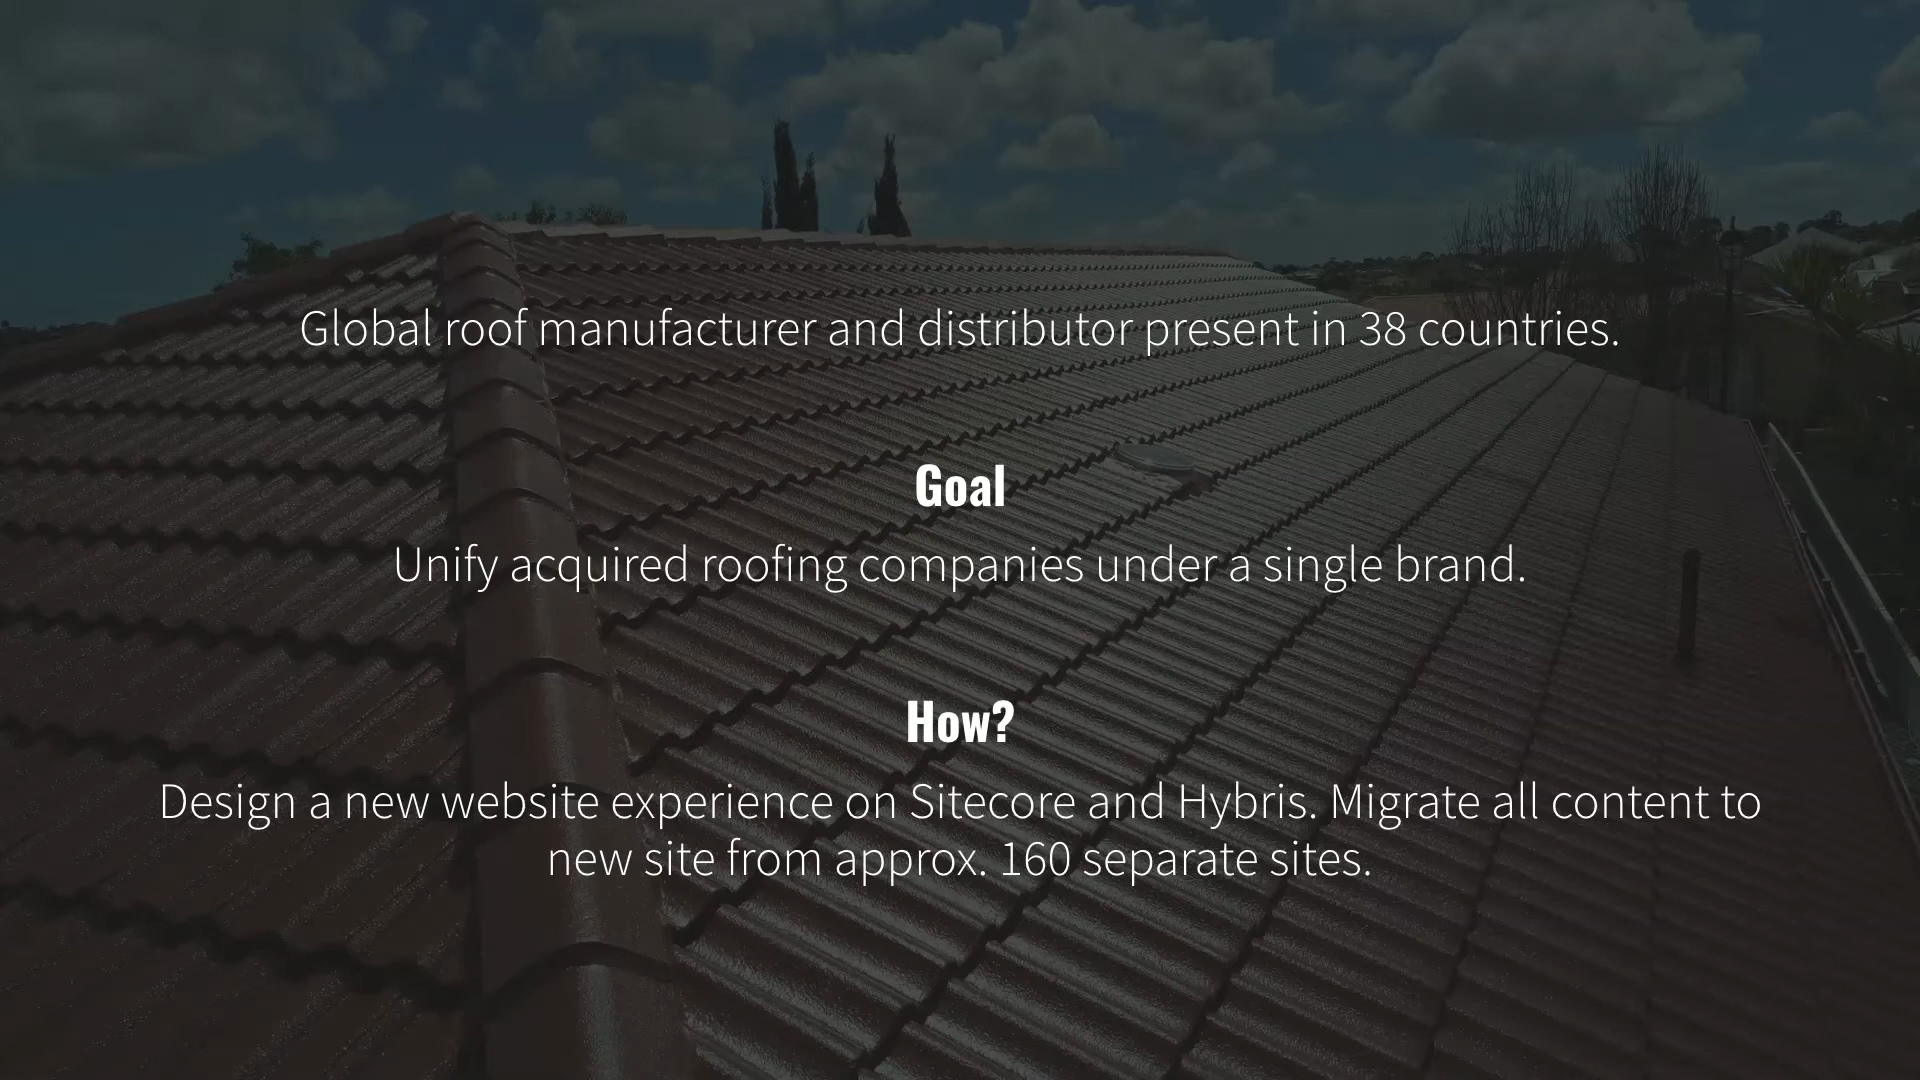 Global roof manufacturer and distributor present in 38 countries.
Goal
Unify acquired roofing companies under a single brand.
How?
Design a new website experience on Sitecore and Hybris. Migrate all content to
new site from approx. 160 separate sites.